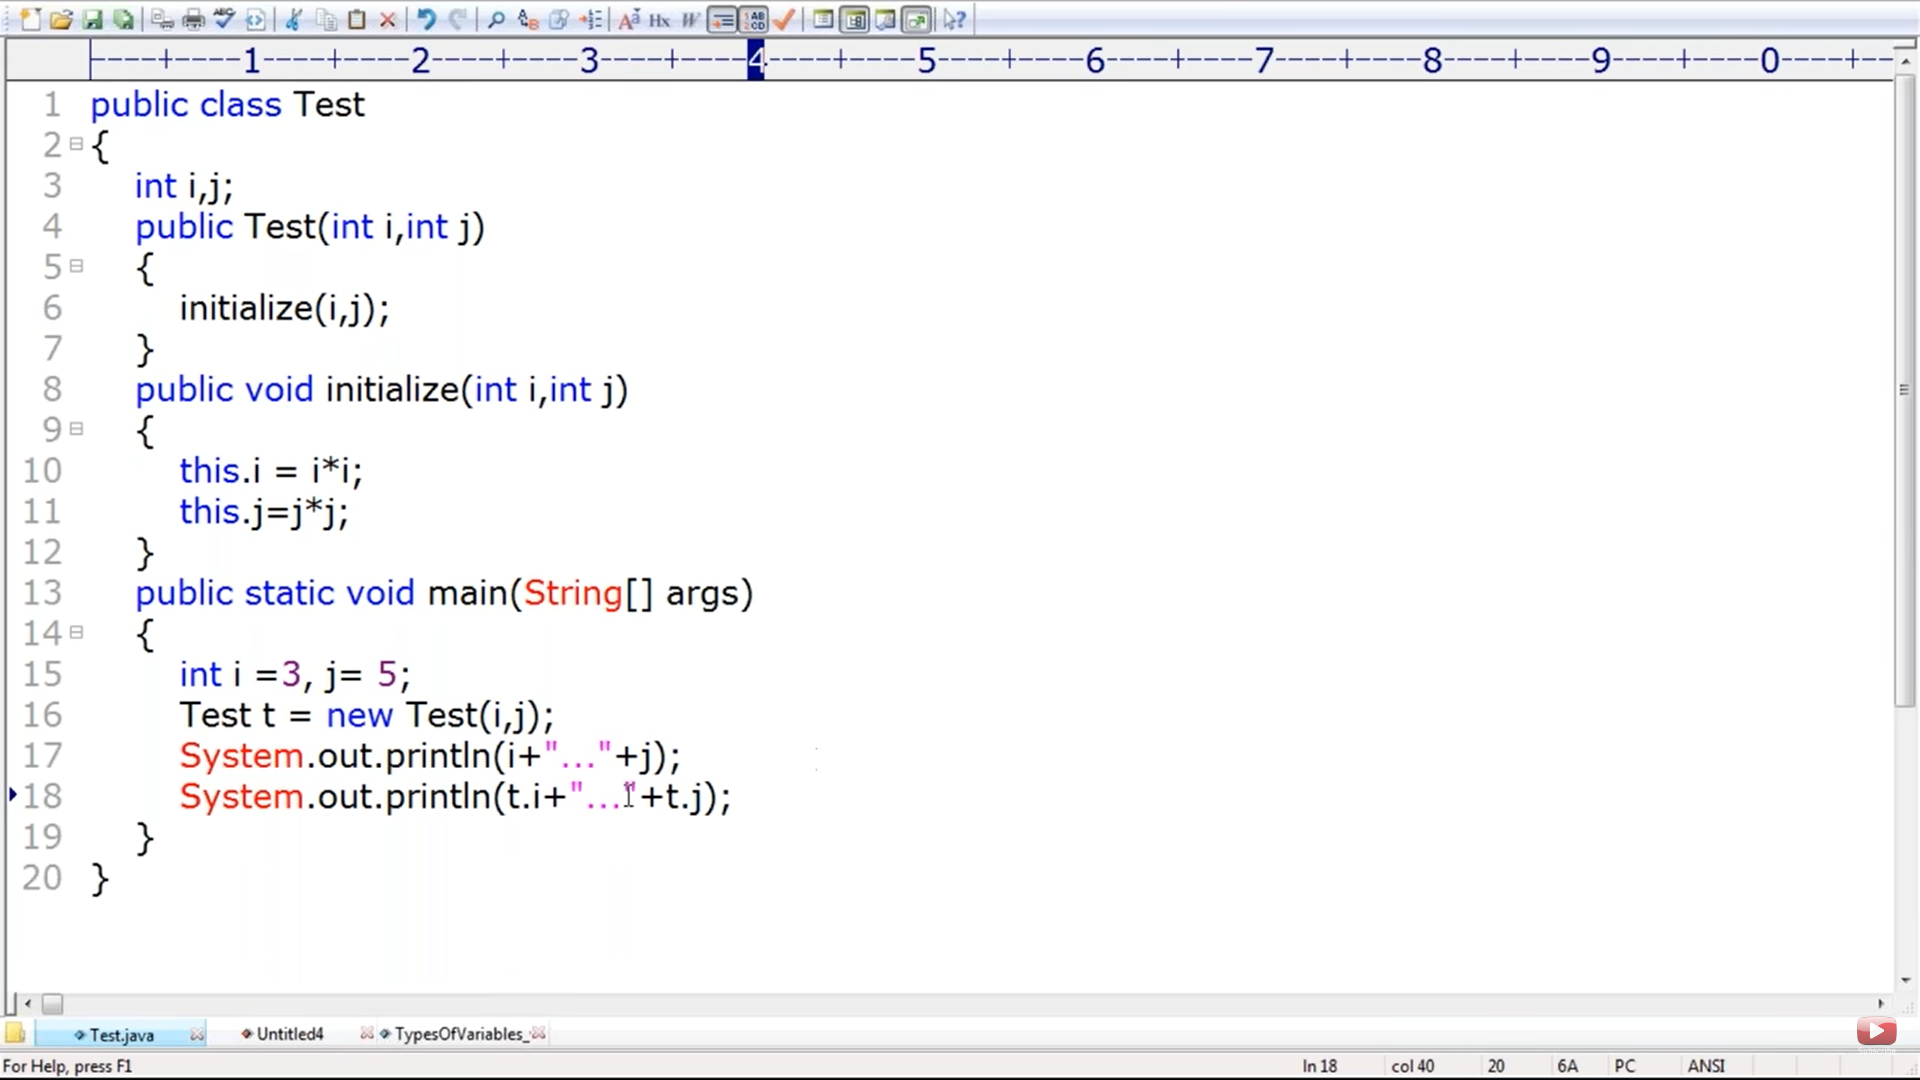 ----+----1----+----2----+----3----+----4----+----5----+----6----+----7----+----8----+----9----+----0----+--
1 public class Test
2 {
3 int i,j;
4 public Test(int i,int j)
5 {
6 initialize(i,j);
7 }
8 public void initialize(int i,int j)
9 {
10 this.i = i*i;
11 this.j=j*j;
12 }
13 public static void main(String[] args)
14 {
15 int i =3, j= 5;
16 Test t = new Test(i,j);
17 System.out.println(i+"..."+j);
18 System.out.println(t.i+"..."+t.j);
19 }
20 }
Test.java Untitled4 TypesOfVariables_
For Help, press F1 ln 18 col 40 20 6A PC ANSI